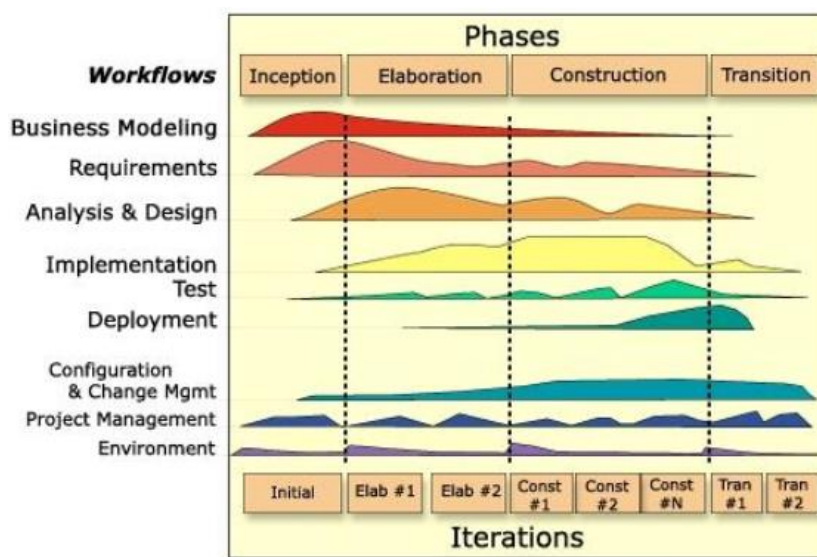 Phases
Workflows Inception Elaboration Construction Transition
Business Modeling
Requirements
Analysis & Design
Implementation
Test
Deployment
Configuration
& Change Mgmt
Project Management
Environment
Initial Elab #1 Elab #2 Const #1 Const #2 Const #N Tran #1 Tran #2
Iterations